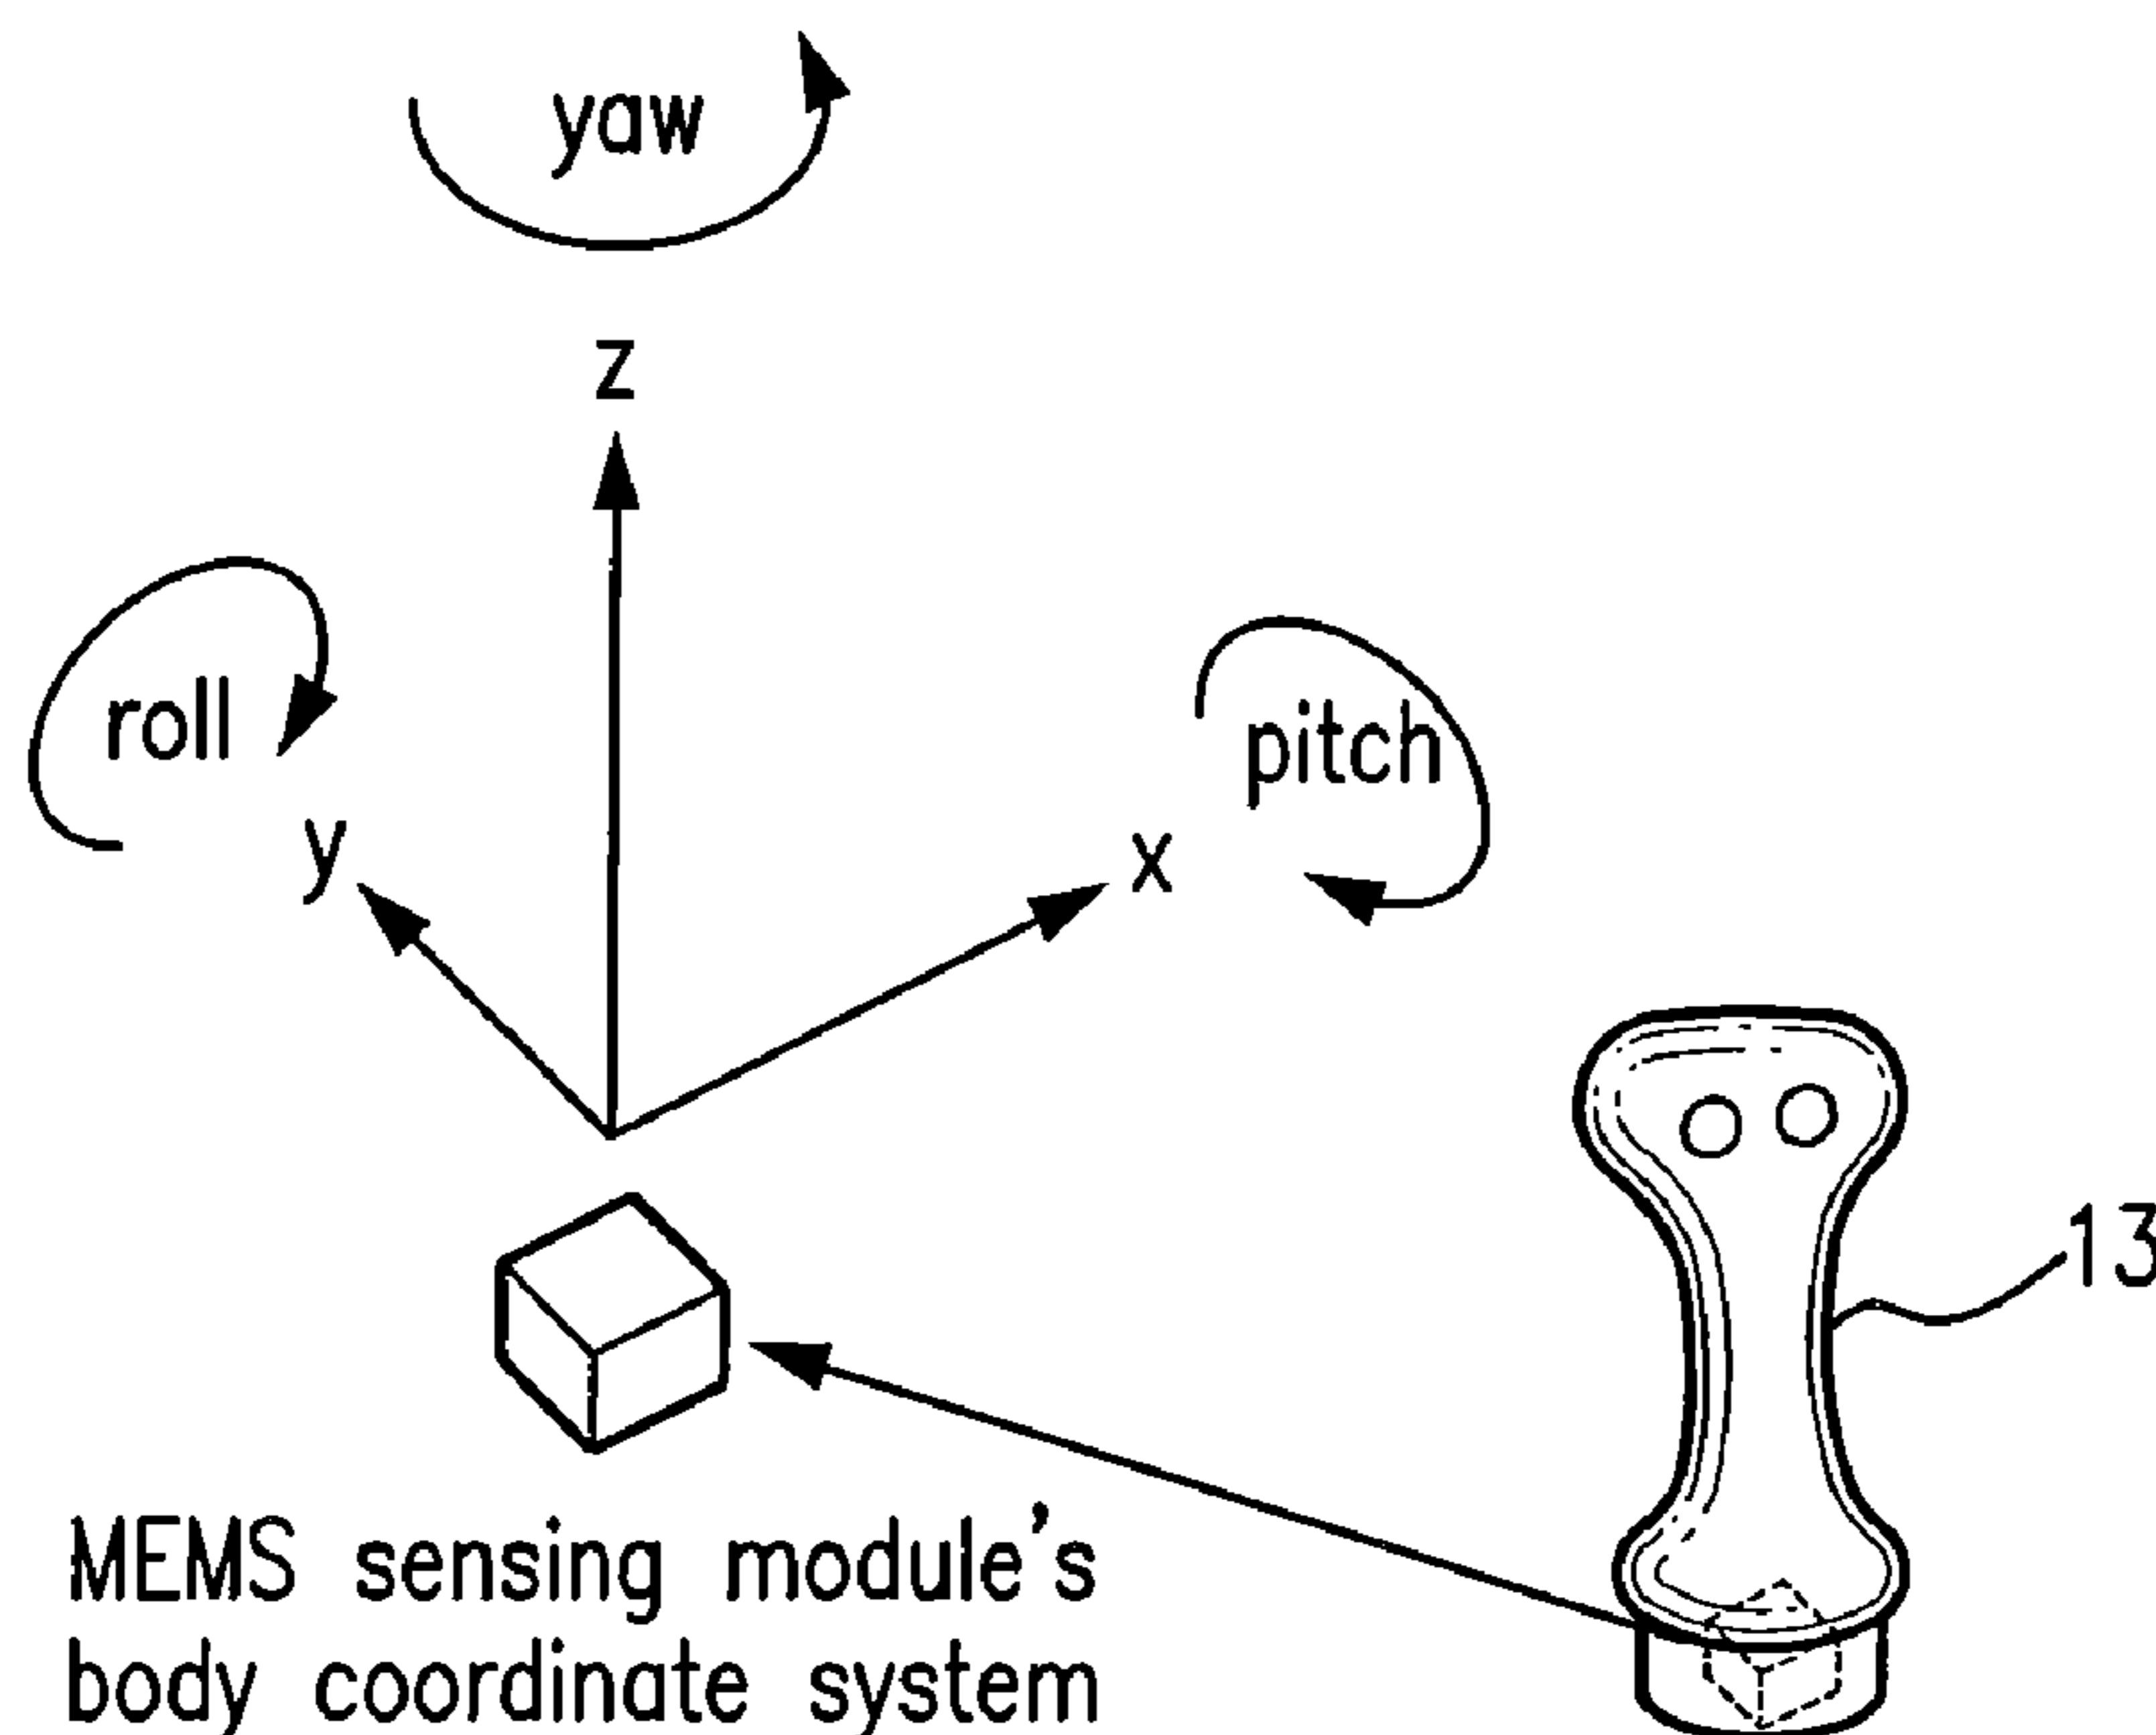 yaw
z
roll
pitch
y
x
13
MEMS sensing module's
body coordinate system